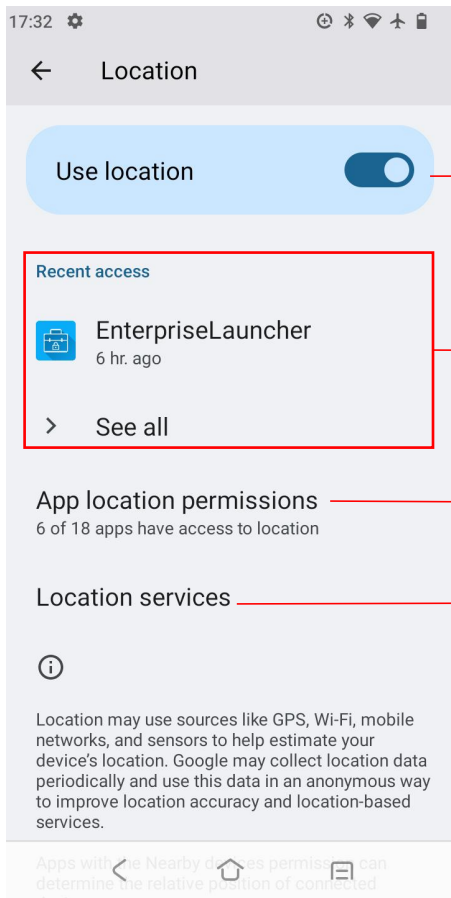 17:32
Location
Use location
Recent access
EnterpriseLauncher
6 hr. ago
See all
App location permissions
6 of 18 apps have access to location
Location services
Location may use sources like GPS, Wi-Fi, mobile
networks, and sensors to help estimate your
device's location. Google may collect location data
periodically and use this data in an anonymous way
to improve location accuracy and location-based
services.
Apps with the Nearby devices permission can
determine the relative position of connected